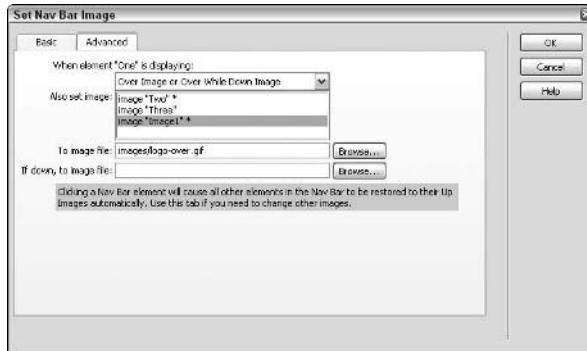 Set Nav Bar Image
Basic
Advanced
OK
Cancel
Help
When element "One" is displaying:
Over Image or Over While Down Image
Also set image:
image "Two" *
image "Three"
image "Image1" *
To image file: images/logo-over.gif Browse...
If down, to image file: Browse...
Clicking a Nav Bar element will cause all other elements in the Nav Bar to be restored to their Up
Images automatically. Use this tab if you need to change other images.